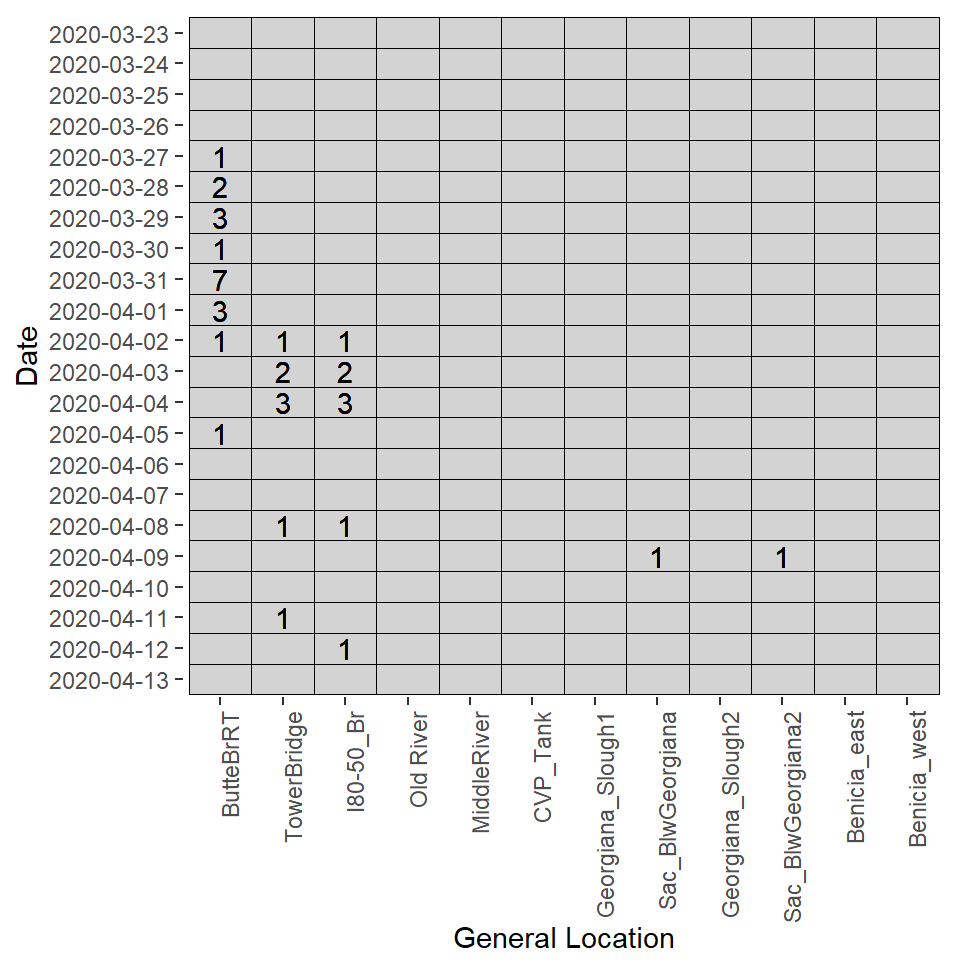 2020-03-23
2020-03-24
2020-03-25
2020-03-26
2020-03-27 1
2020-03-28 2
2020-03-29 3
2020-03-30 1
2020-03-31 7
2020-04-01 3
2020-04-02 1 1 1
2020-04-03 2 2
2020-04-04 3 3
2020-04-05 1
2020-04-06
2020-04-07
2020-04-08 1 1
2020-04-09 1 1
2020-04-10
2020-04-11 1
2020-04-12 1
2020-04-13
Date
ButteBrRT
TowerBridge
I80-50_Br
Old River
MiddleRiver
CVP_Tank
Georgiana_Slough1
Sac_BlwGeorgiana
Georgiana_Slough2
Sac_BlwGeorgiana2
Benicia_east
Benicia_west
General Location